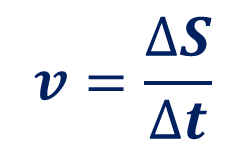 v = ΔS / Δt